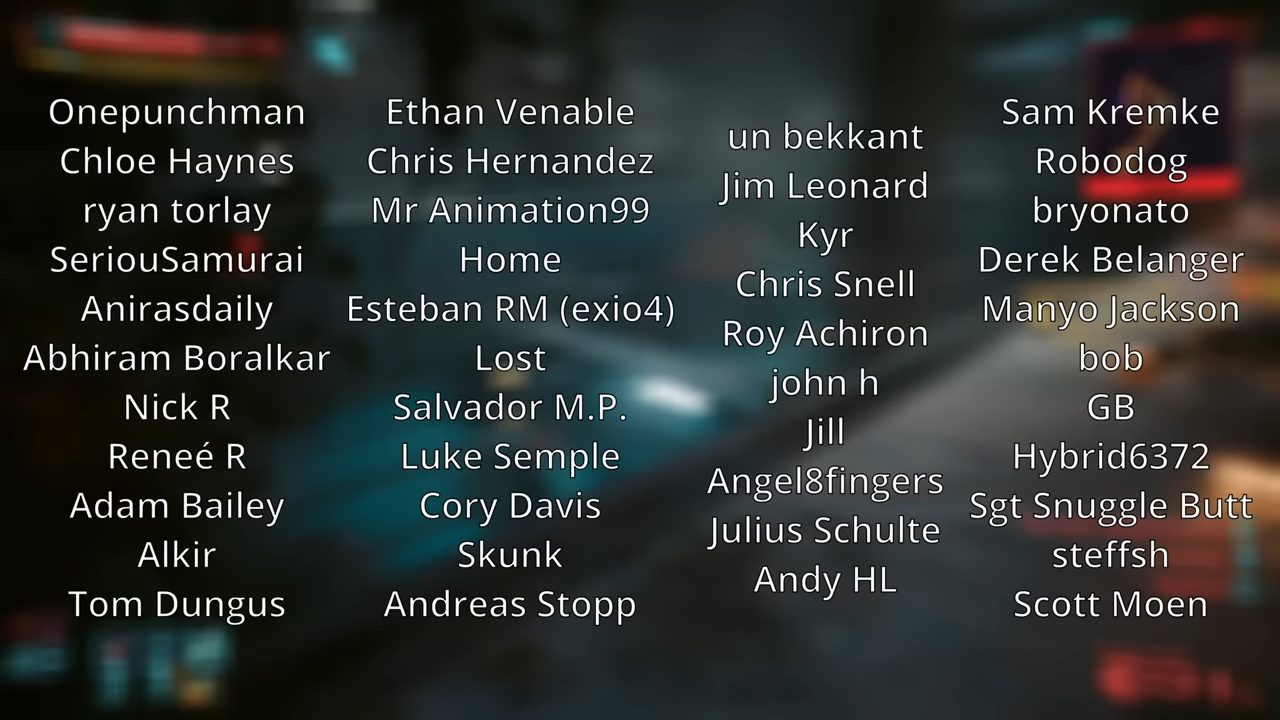 Onepunchman
Chloe Haynes
ryan torlay
SeriouSamurai
Anirasdaily
Abhiram Boralkar
Nick R
Reneé R
Adam Bailey
Alkir
Tom Dungus
Ethan Venable
Chris Hernandez
Mr Animation99
Home
Esteban RM (exio4)
Lost
Salvador M.P.
Luke Semple
Cory Davis
Skunk
Andreas Stopp
un bekkant
Jim Leonard
Kyr
Chris Snell
Roy Achiron
john h
Jill
Angel8fingers
Julius Schulte
Andy HL
Sam Kremke
Robodog
bryonato
Derek Belanger
Manyo Jackson
bob
GB
Hybrid6372
Sgt Snuggle Butt
steffsh
Scott Moen